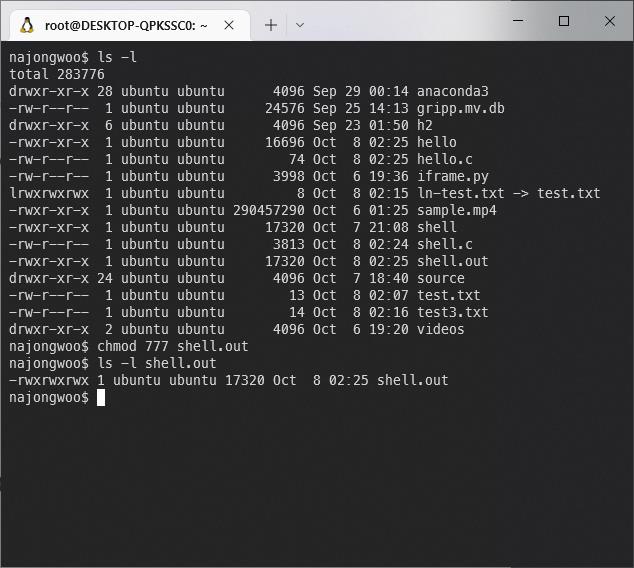 root@DESKTOP-QPKSSC0: ~
najongwoo$ ls -l
total 283776
drwxr-xr-x 28 ubuntu ubuntu      4096 Sep 29 00:14 anaconda3
-rw-r--r--  1 ubuntu ubuntu     24576 Sep 25 14:13 gripp.mv.db
drwxr-xr-x  6 ubuntu ubuntu      4096 Sep 23 01:50 h2
-rwxr-xr-x  1 ubuntu ubuntu     16696 Oct  8 02:25 hello
-rw-r--r--  1 ubuntu ubuntu        74 Oct  8 02:25 hello.c
-rw-r--r--  1 ubuntu ubuntu      3998 Oct  6 19:36 iframe.py
lrwxrwxrwx  1 ubuntu ubuntu         8 Oct  8 02:15 ln-test.txt -> test.txt
-rwxr-xr-x  1 ubuntu ubuntu 290457290 Oct  6 01:25 sample.mp4
-rwxr-xr-x  1 ubuntu ubuntu     17320 Oct  7 21:08 shell
-rw-r--r--  1 ubuntu ubuntu      3813 Oct  8 02:24 shell.c
-rwxr-xr-x  1 ubuntu ubuntu     17320 Oct  8 02:25 shell.out
drwxr-xr-x 24 ubuntu ubuntu      4096 Oct  7 18:40 source
-rw-r--r--  1 ubuntu ubuntu        13 Oct  8 02:07 test.txt
-rw-r--r--  1 ubuntu ubuntu        14 Oct  8 02:16 test3.txt
drwxr-xr-x  2 ubuntu ubuntu      4096 Oct  6 19:20 videos
najongwoo$ chmod 777 shell.out
najongwoo$ ls -l shell.out
-rwxrwxrwx 1 ubuntu ubuntu 17320 Oct  8 02:25 shell.out
najongwoo$